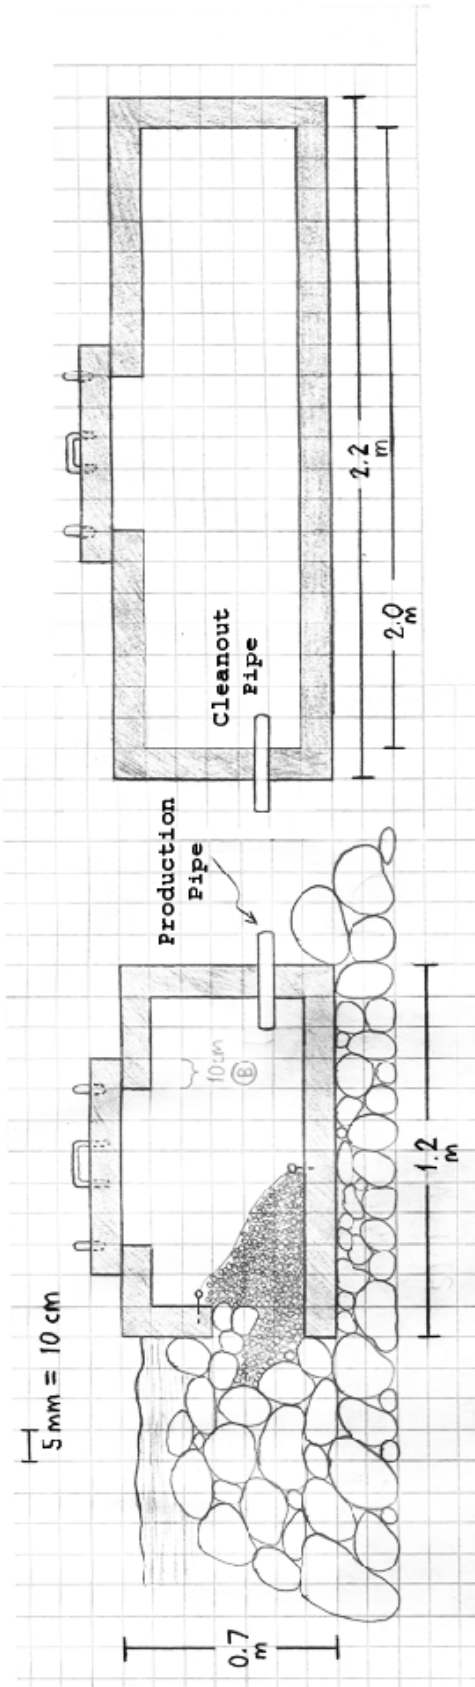 5 mm = 10 cm
0.7
m
10cm
B
1.2
m
Production
Pipe
Cleanout
Pipe
2.0
m
2.2
m